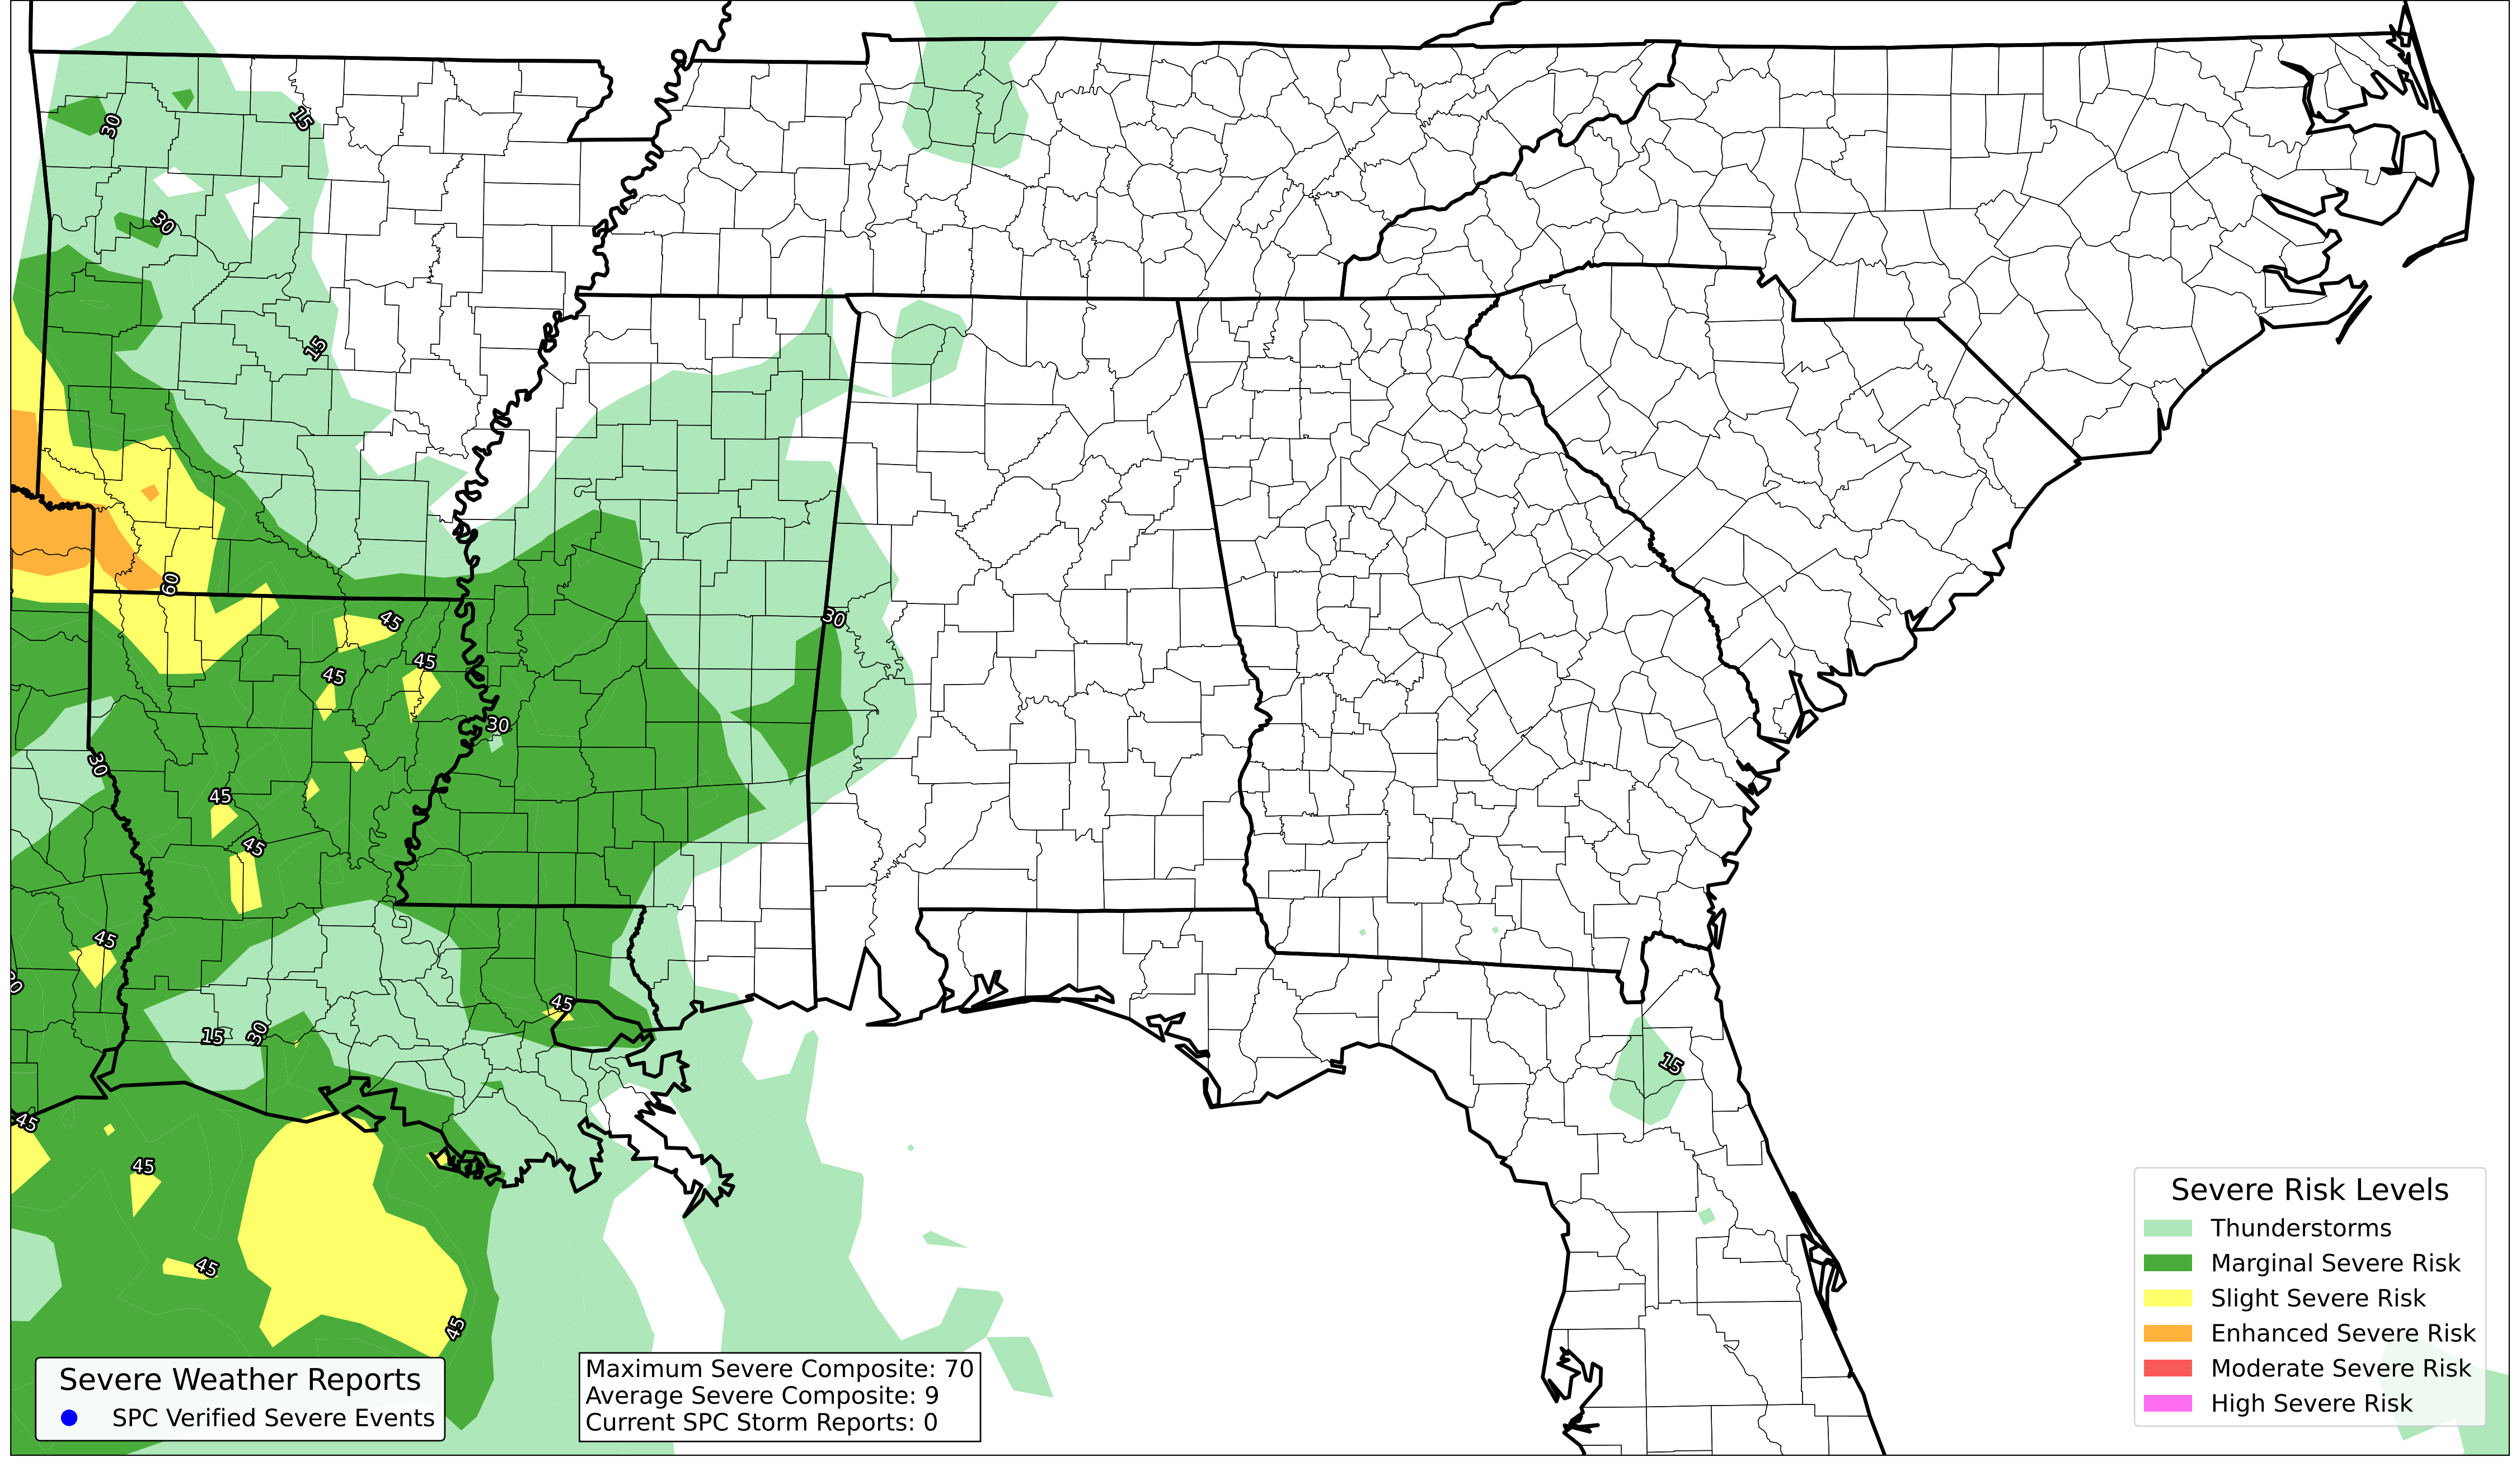 30
15
30
15
60
30
45
45
45
30
30
45
45
45
45
15
30
15
45
45
45
45
Severe Risk Levels
Thunderstorms
Marginal Severe Risk
Slight Severe Risk
Enhanced Severe Risk
Moderate Severe Risk
High Severe Risk
Severe Weather Reports
SPC Verified Severe Events
Maximum Severe Composite: 70
Average Severe Composite: 9
Current SPC Storm Reports: 0